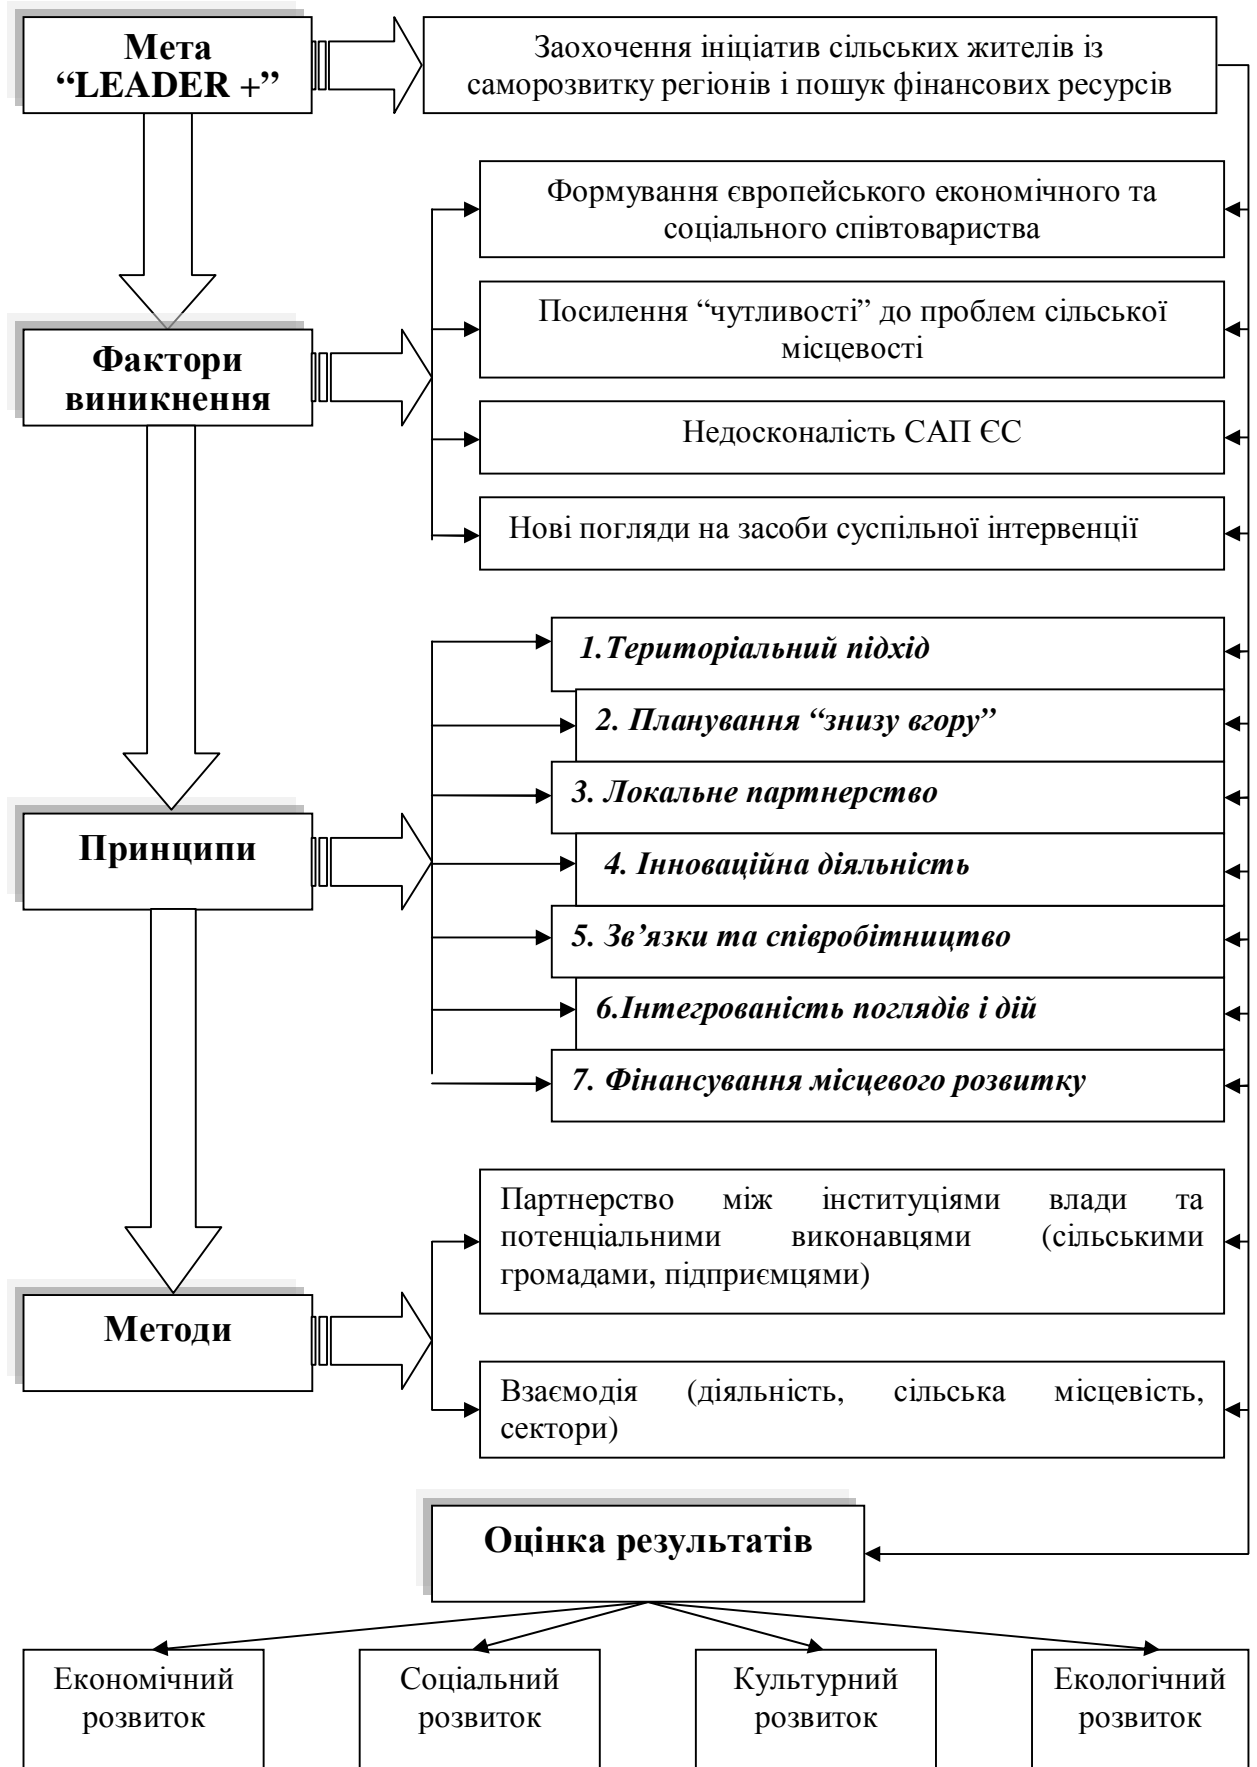 Мета
“LEADER +”
Заохочення ініціатив сільських жителів із
саморозвитку регіонів і пошук фінансових ресурсів
Формування європейського економічного та
соціального співтовариства
Посилення “чутливості” до проблем сільської
місцевості
Фактори
виникнення
Недосконалість САП ЄС
Нові погляди на засоби суспільної інтервенції
1.Територіальний підхід
2. Планування “знизу вгору”
3. Локальне партнерство
Принципи
4. Інноваційна діяльність
5. Зв’язки та співробітництво
6.Інтегрованість поглядів і дій
7. Фінансування місцевого розвитку
Партнерство між інституціями влади та
потенціальними виконавцями (сільськими
громадами, підприємцями)
Методи
Взаємодія (діяльність, сільська місцевість,
сектори)
Оцінка результатів
Економічний
розвиток
Соціальний
розвиток
Культурний
розвиток
Екологічний
розвиток